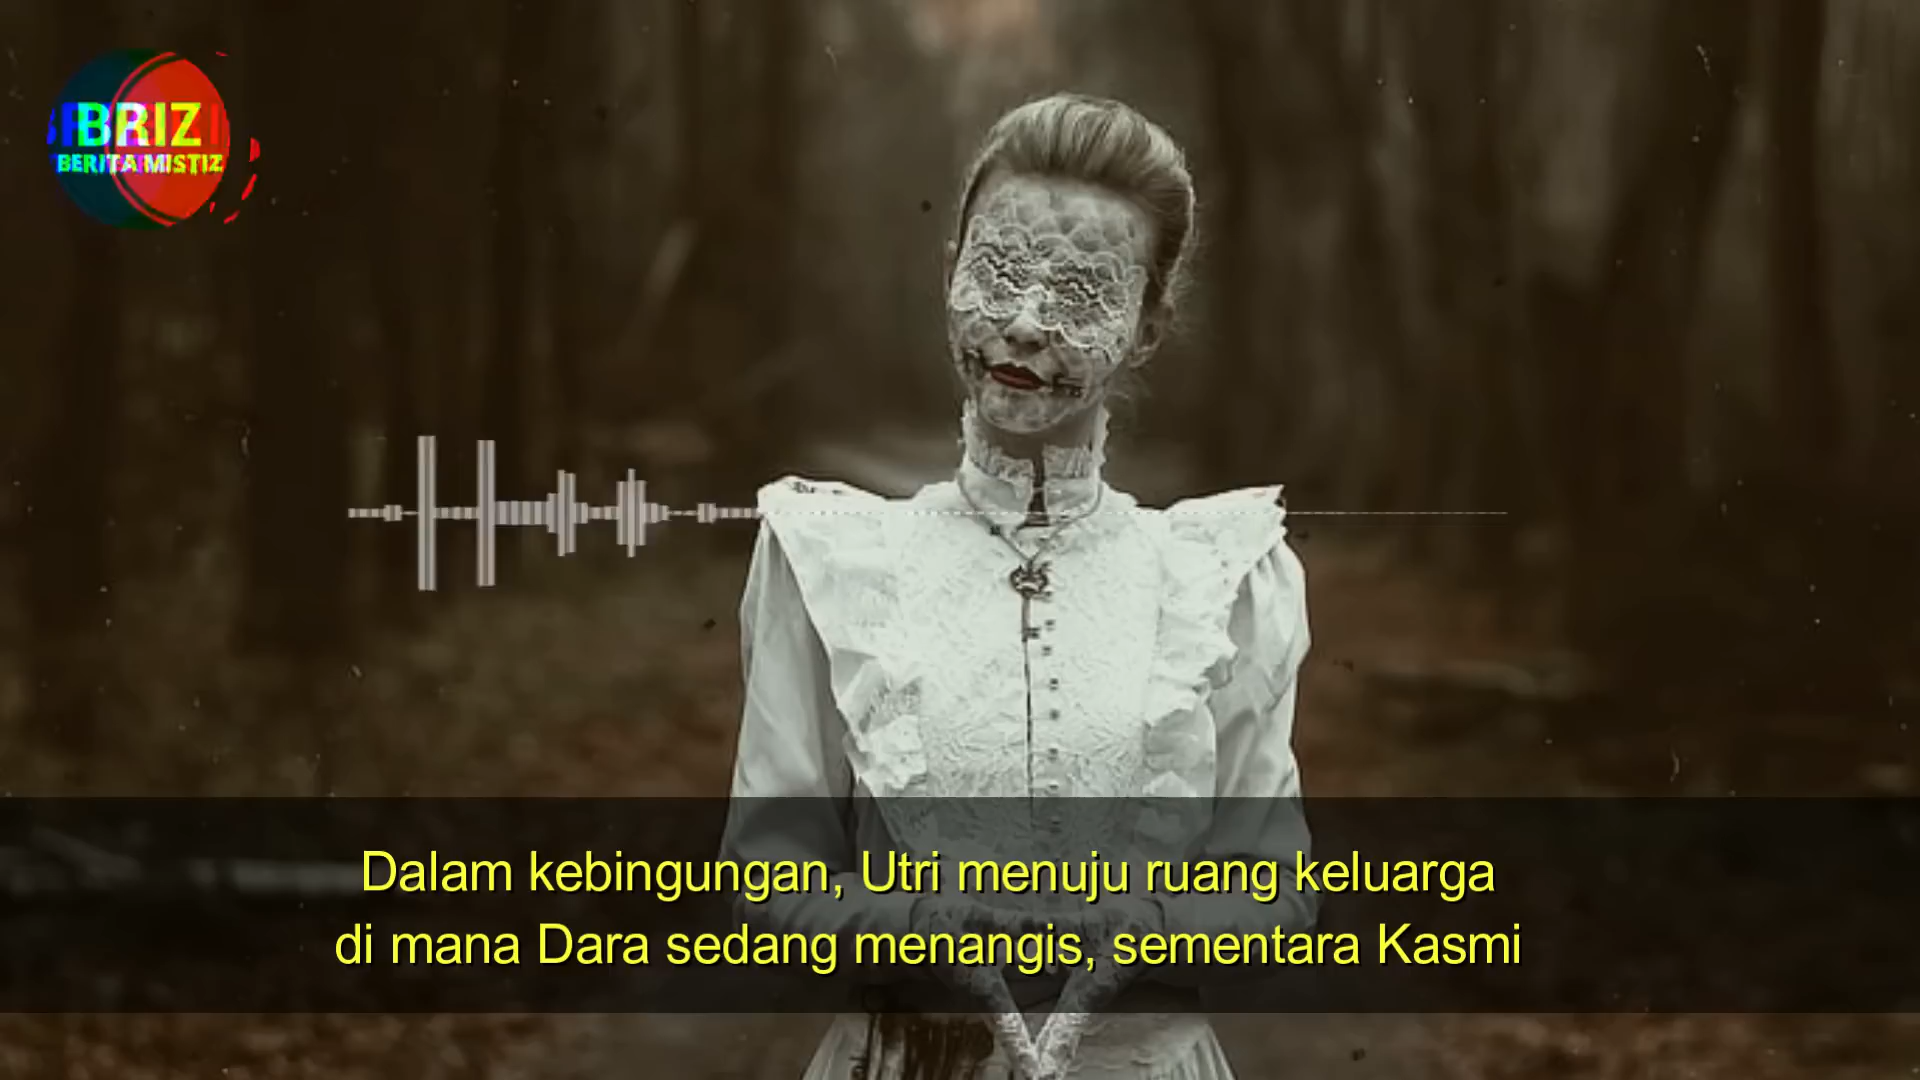 BRIZ
BERITA MISTIZ
Dalam kebingungan, Utri menuju ruang keluarga
di mana Dara sedang menangis, sementara Kasmi